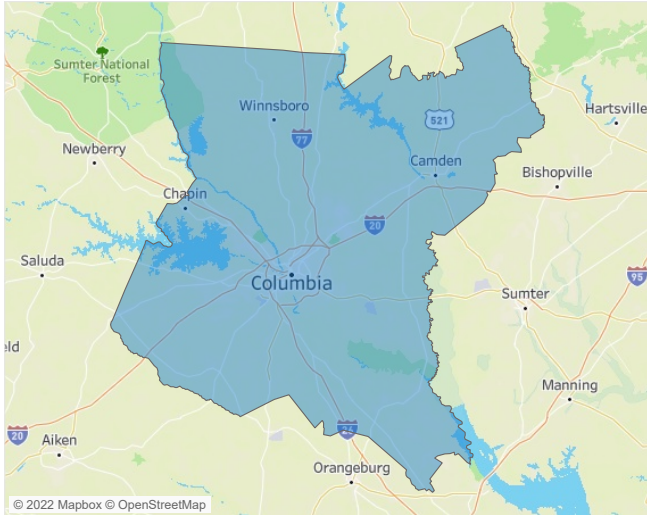 Sumter National
Forest
Winnsboro
77
521
Hartsville
Newberry
Camden
Bishopville
Chapin
20
Saluda
Columbia
95
Sumter
eld
Manning
20
26
Aiken
Orangeburg
© 2022 Mapbox © OpenStreetMap